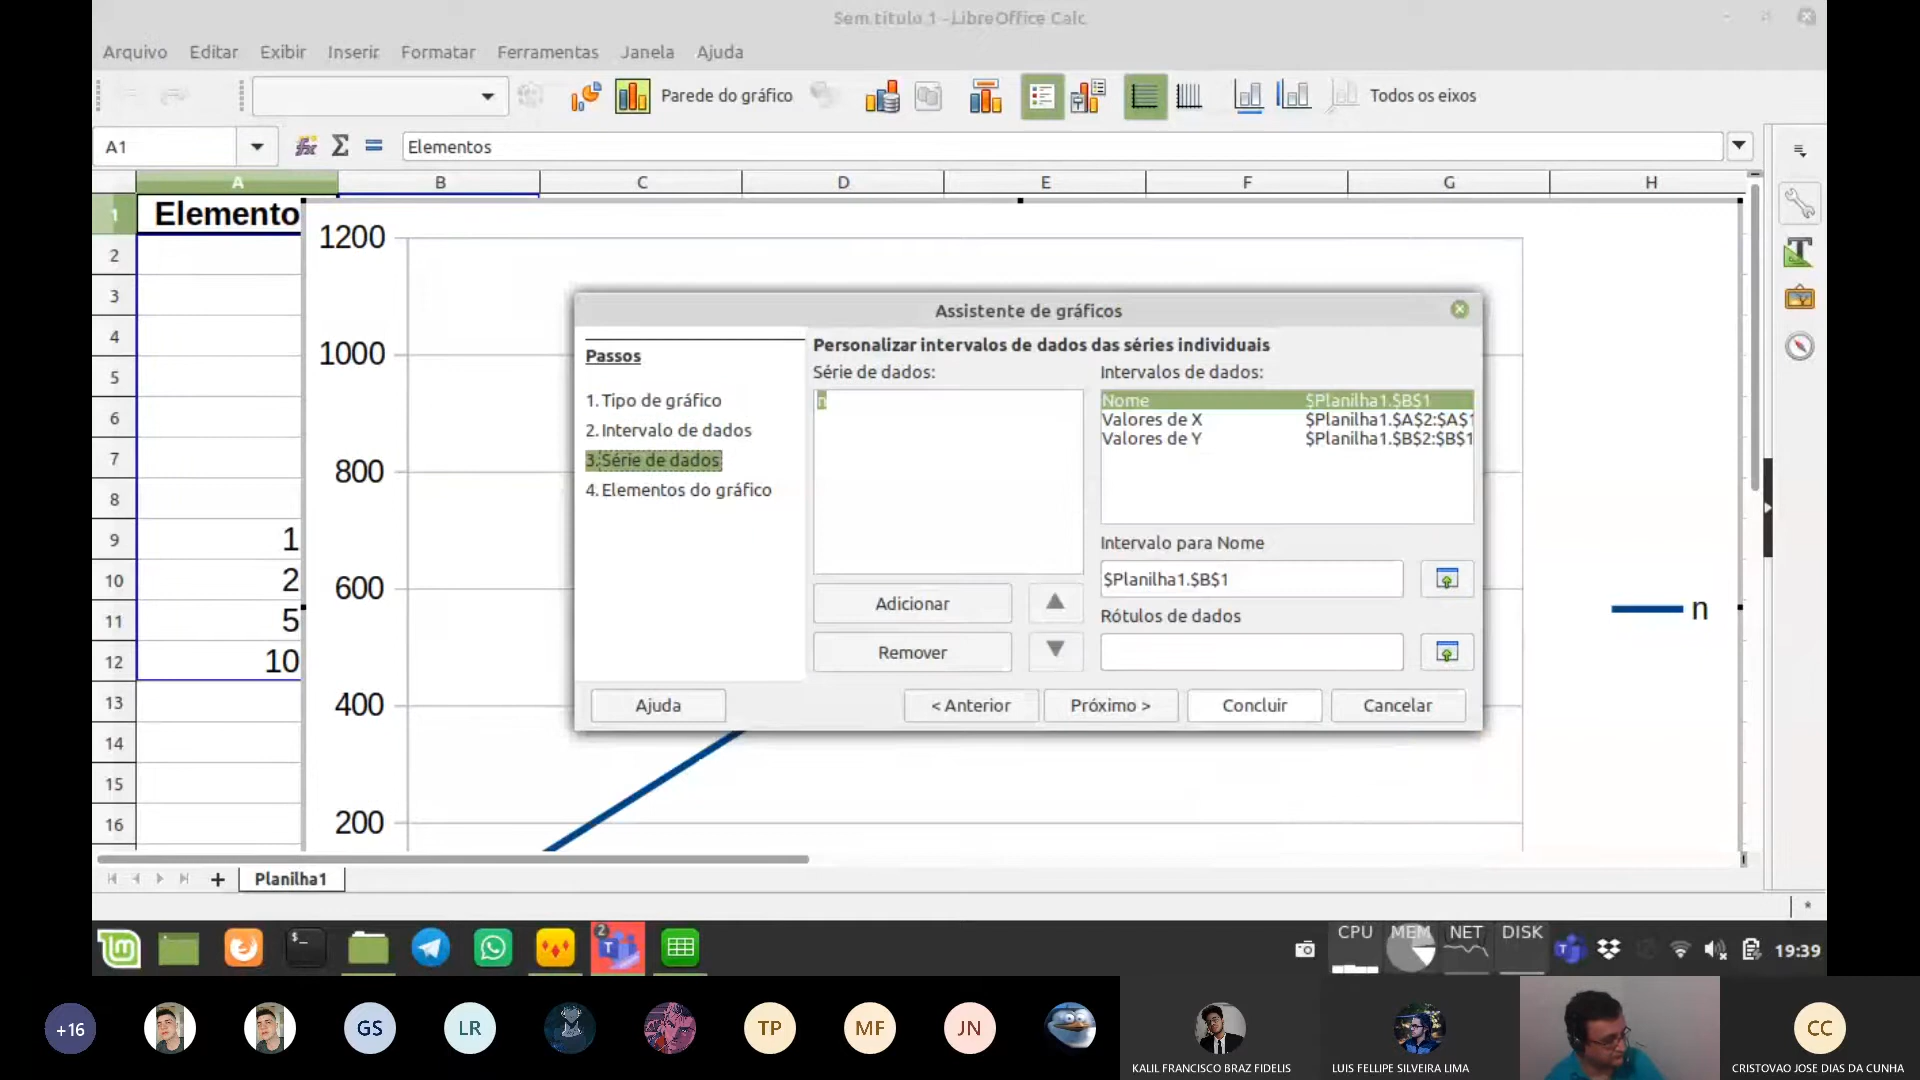 Sem título 1 - LibreOffice Calc
Arquivo Editar Exibir Inserir Formatar Ferramentas Janela Ajuda
Parede do gráfico
Todos os eixos
A1
Elementos
A B C D E F G H
1 Elemento
2
3
4
5
6
7
8
9 1
10 2
11 5
12 10
13
14
15
16
1200
1000
800
600
400
200
n
Assistente de gráficos
Passos
1. Tipo de gráfico
2. Intervalo de dados
3. Série de dados
4. Elementos do gráfico
Personalizar intervalos de dados das séries individuais
Série de dados:
n
Adicionar
Remover
Intervalos de dados:
Nome $Planilha1.$B$1
Valores de X $Planilha1.$A$2:$A$1
Valores de Y $Planilha1.$B$2:$B$1
Intervalo para Nome
$Planilha1.$B$1
Rótulos de dados
Ajuda
< Anterior
Próximo >
Concluir
Cancelar
Planilha1
2
CPU MEM NET DISK
19:39
+16
GS
LR
TP
MF
JN
CC
KALIL FRANCISCO BRAZ FIDELIS
LUIS FELLIPE SILVEIRA LIMA
CRISTOVAO JOSE DIAS DA CUNHA